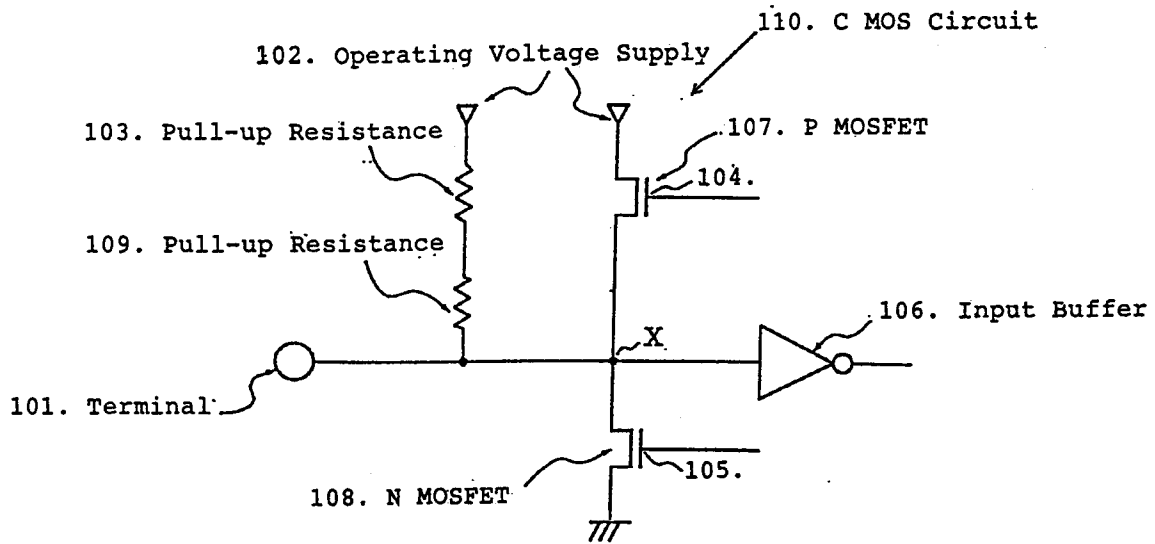 110. C MOS Circuit
102. Operating Voltage Supply
103. Pull-up Resistance
107. P MOSFET
104.
109. Pull-up Resistance
106. Input Buffer
X
101. Terminal
105.
108. N MOSFET